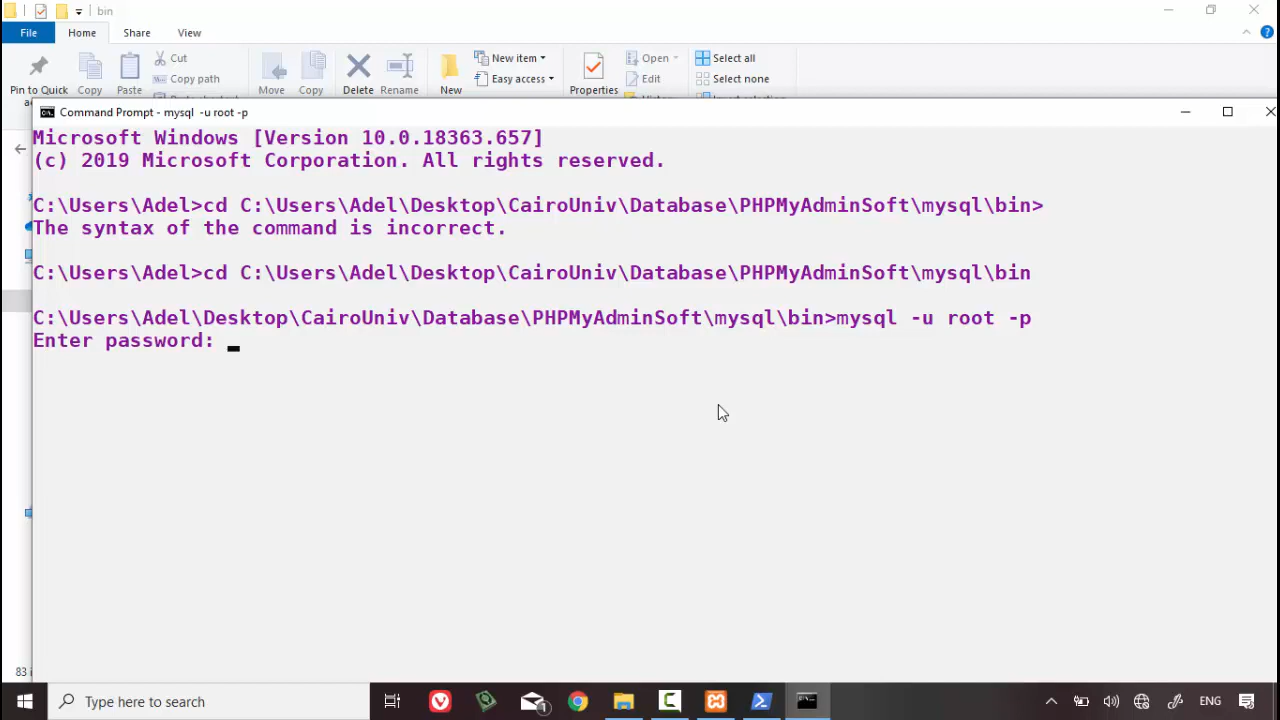 bin
File Home Share View
Cut
Copy path
Pin to Quick
Copy Paste
Move Copy Delete Rename New
New item
Easy access
Properties
Open
Edit
Select all
Select none
Command Prompt - mysql -u root -p
Microsoft Windows [Version 10.0.18363.657]
(c) 2019 Microsoft Corporation. All rights reserved.
C:\Users\Adel>cd C:\Users\Adel\Desktop\CairoUniv\Database\PHPMyAdminSoft\mysql\bin>
The syntax of the command is incorrect.
C:\Users\Adel>cd C:\Users\Adel\Desktop\CairoUniv\Database\PHPMyAdminSoft\mysql\bin
C:\Users\Adel\Desktop\CairoUniv\Database\PHPMyAdminSoft\mysql\bin>mysql -u root -p
Enter password:
83
Type here to search
1
ENG